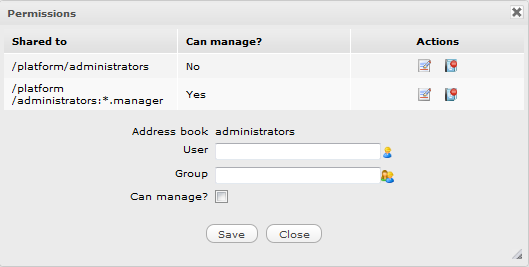 Permissions
Shared to Can manage? Actions
/platform/administrators No
/platform
/administrators:*.manager Yes
Address book administrators
User
Group
Can manage?
Save Close